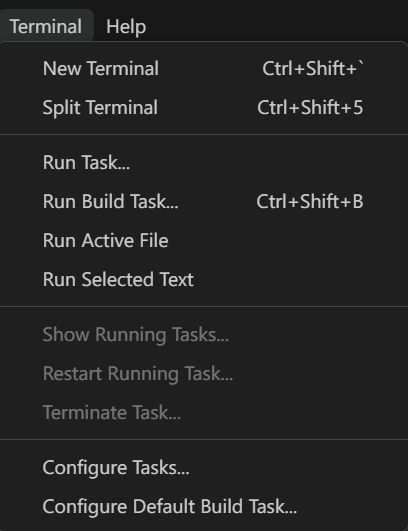 Terminal Help
New Terminal Ctrl+Shift+`
Split Terminal Ctrl+Shift+5
Run Task...
Run Build Task... Ctrl+Shift+B
Run Active File
Run Selected Text
Show Running Tasks...
Restart Running Task...
Terminate Task...
Configure Tasks...
Configure Default Build Task...